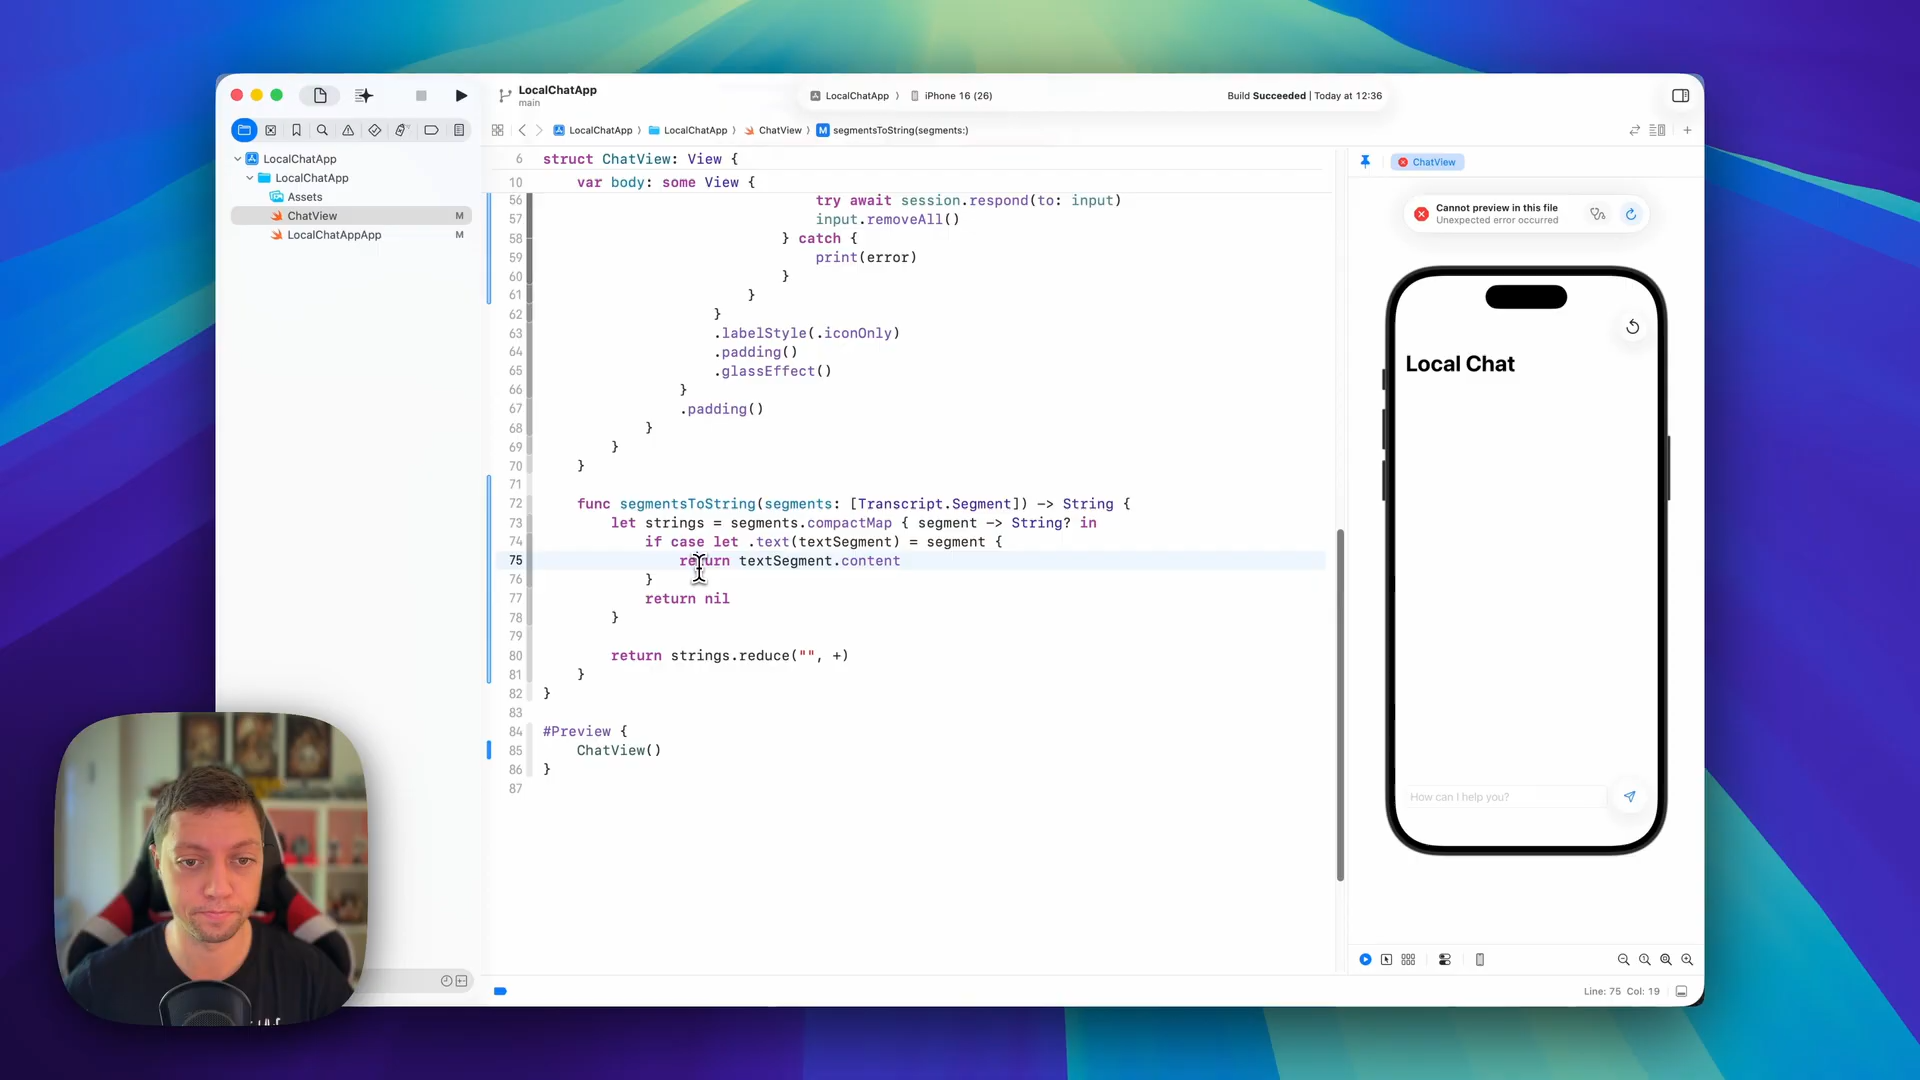 LocalChatApp
main
LocalChatApp 〉 iPhone 16 (26)
Build Succeeded | Today at 12:36
LocalChatApp 〉 LocalChatApp 〉 ChatView 〉 M segmentsToString(segments:)
LocalChatApp
LocalChatApp
Assets
ChatView M
LocalChatAppApp M
6 struct ChatView: View {
10 var body: some View {
56 try await session.respond(to: input)
57 input.removeAll()
58 } catch {
59 print(error)
60 }
61 }
62 }
63 .labelStyle(.iconOnly)
64 .padding()
65 .glassEffect()
66 }
67 .padding()
68 }
69 }
70 }
71
72 func segmentsToString(segments: [Transcript.Segment]) -> String {
73 let strings = segments.compactMap { segment -> String? in
74 if case let .text(textSegment) = segment {
75 return textSegment.content
76 }
77 return nil
78 }
79
80 return strings.reduce("", +)
81 }
82 }
83
84 #Preview {
85 ChatView()
86 }
87
ChatView
Cannot preview in this file
Unexpected error occurred
Local Chat
How can I help you?
Line: 75 Col: 19